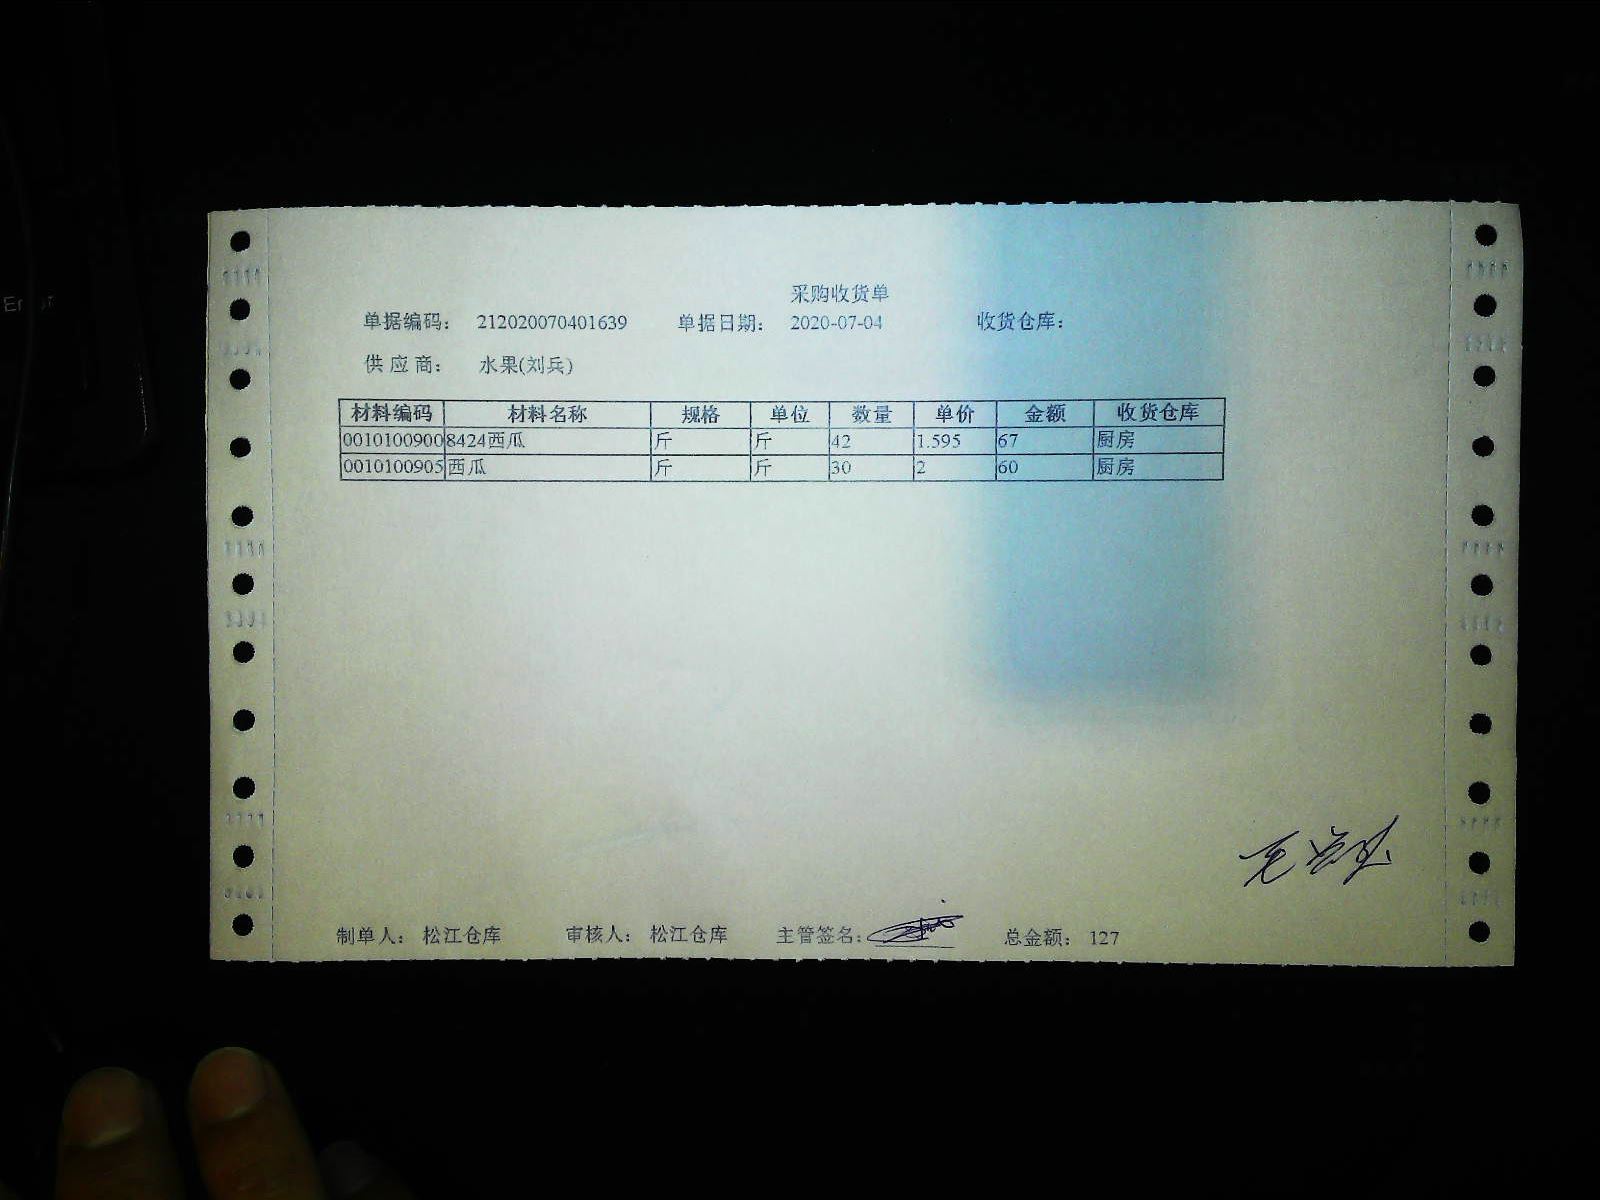 采购收货单
单据编码： 212020070401639 单据日期： 2020-07-04 收货仓库：
供 应 商： 水果(刘兵)
材料编码 材料名称 规格 单位 数量 单价 金额 收货仓库
0010100900 8424西瓜 斤 斤 42 1.595 67 厨房
0010100905 西瓜 斤 斤 30 2 60 厨房
制单人： 松江仓库 审核人： 松江仓库 主管签名： 总金额： 127